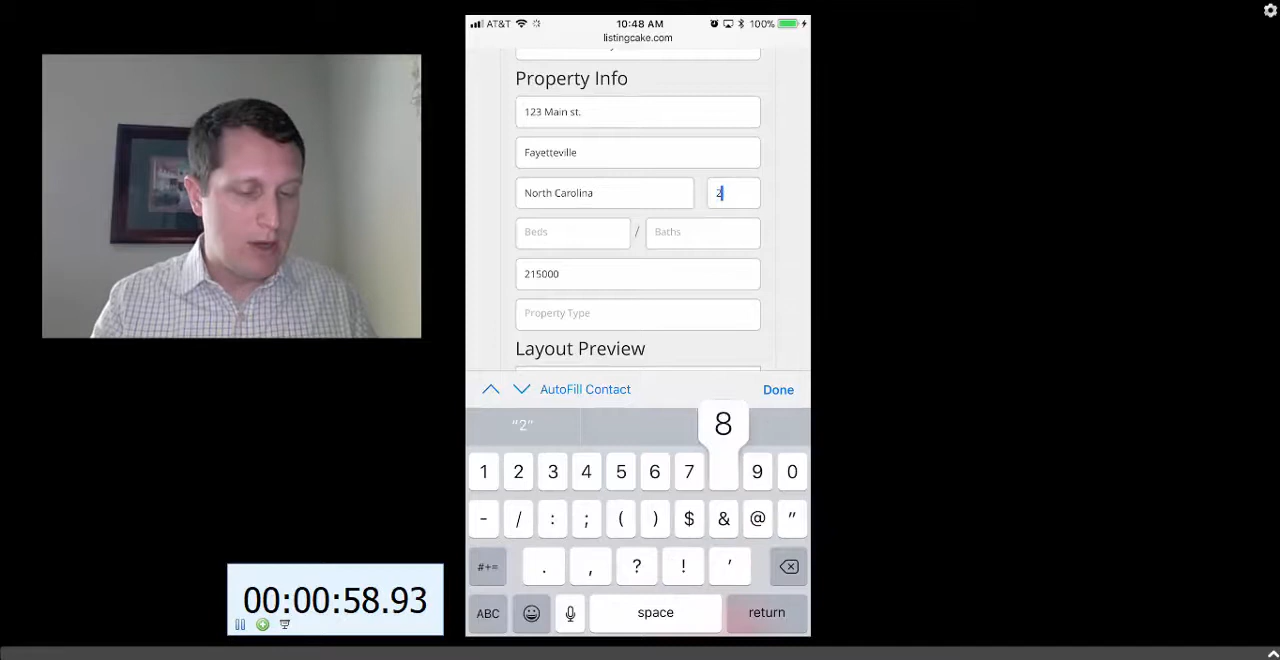 AT&T 10:48 AM 100%
listingcake.com
Property Info
123 Main st.
Fayetteville
North Carolina 2
Beds / Baths
215000
Property Type
Layout Preview
AutoFill Contact Done
“2”
8
1 2 3 4 5 6 7 9 0
- / : ; ( ) $ & @ "
#+= . , ? ! '
ABC space return
00:00:58.93